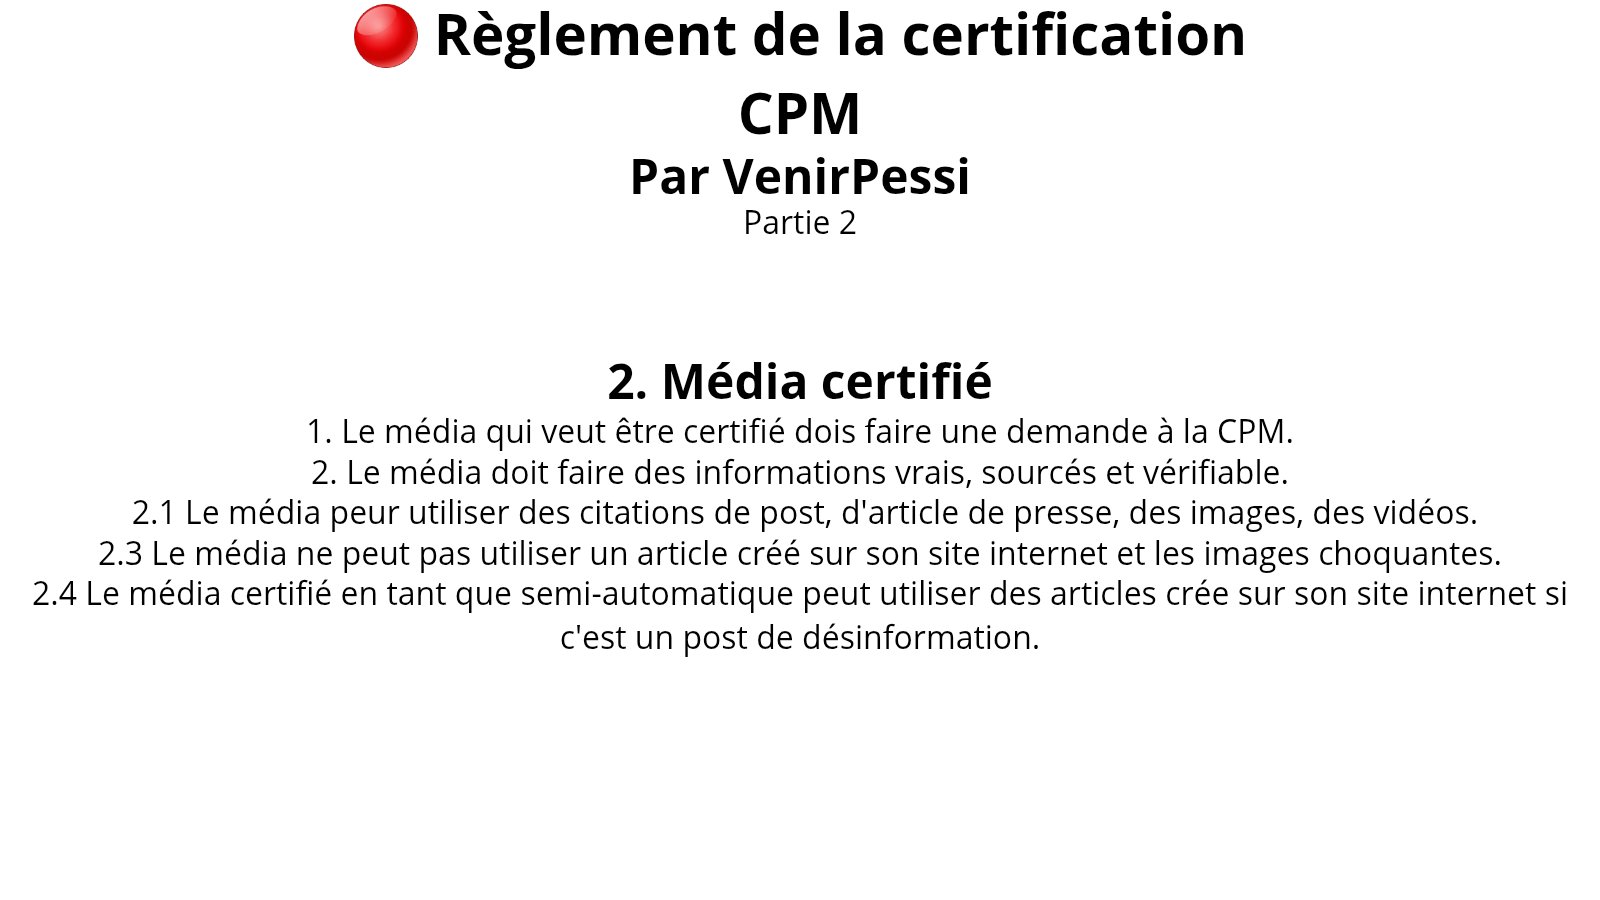 Règlement de la certification
CPM
Par VenirPessi
Partie 2
2. Média certifié
1. Le média qui veut être certifié dois faire une demande à la CPM.
2. Le média doit faire des informations vrais, sourcés et vérifiable.
2.1 Le média peur utiliser des citations de post, d'article de presse, des images, des vidéos.
2.3 Le média ne peut pas utiliser un article créé sur son site internet et les images choquantes.
2.4 Le média certifié en tant que semi-automatique peut utiliser des articles crée sur son site internet si
c'est un post de désinformation.